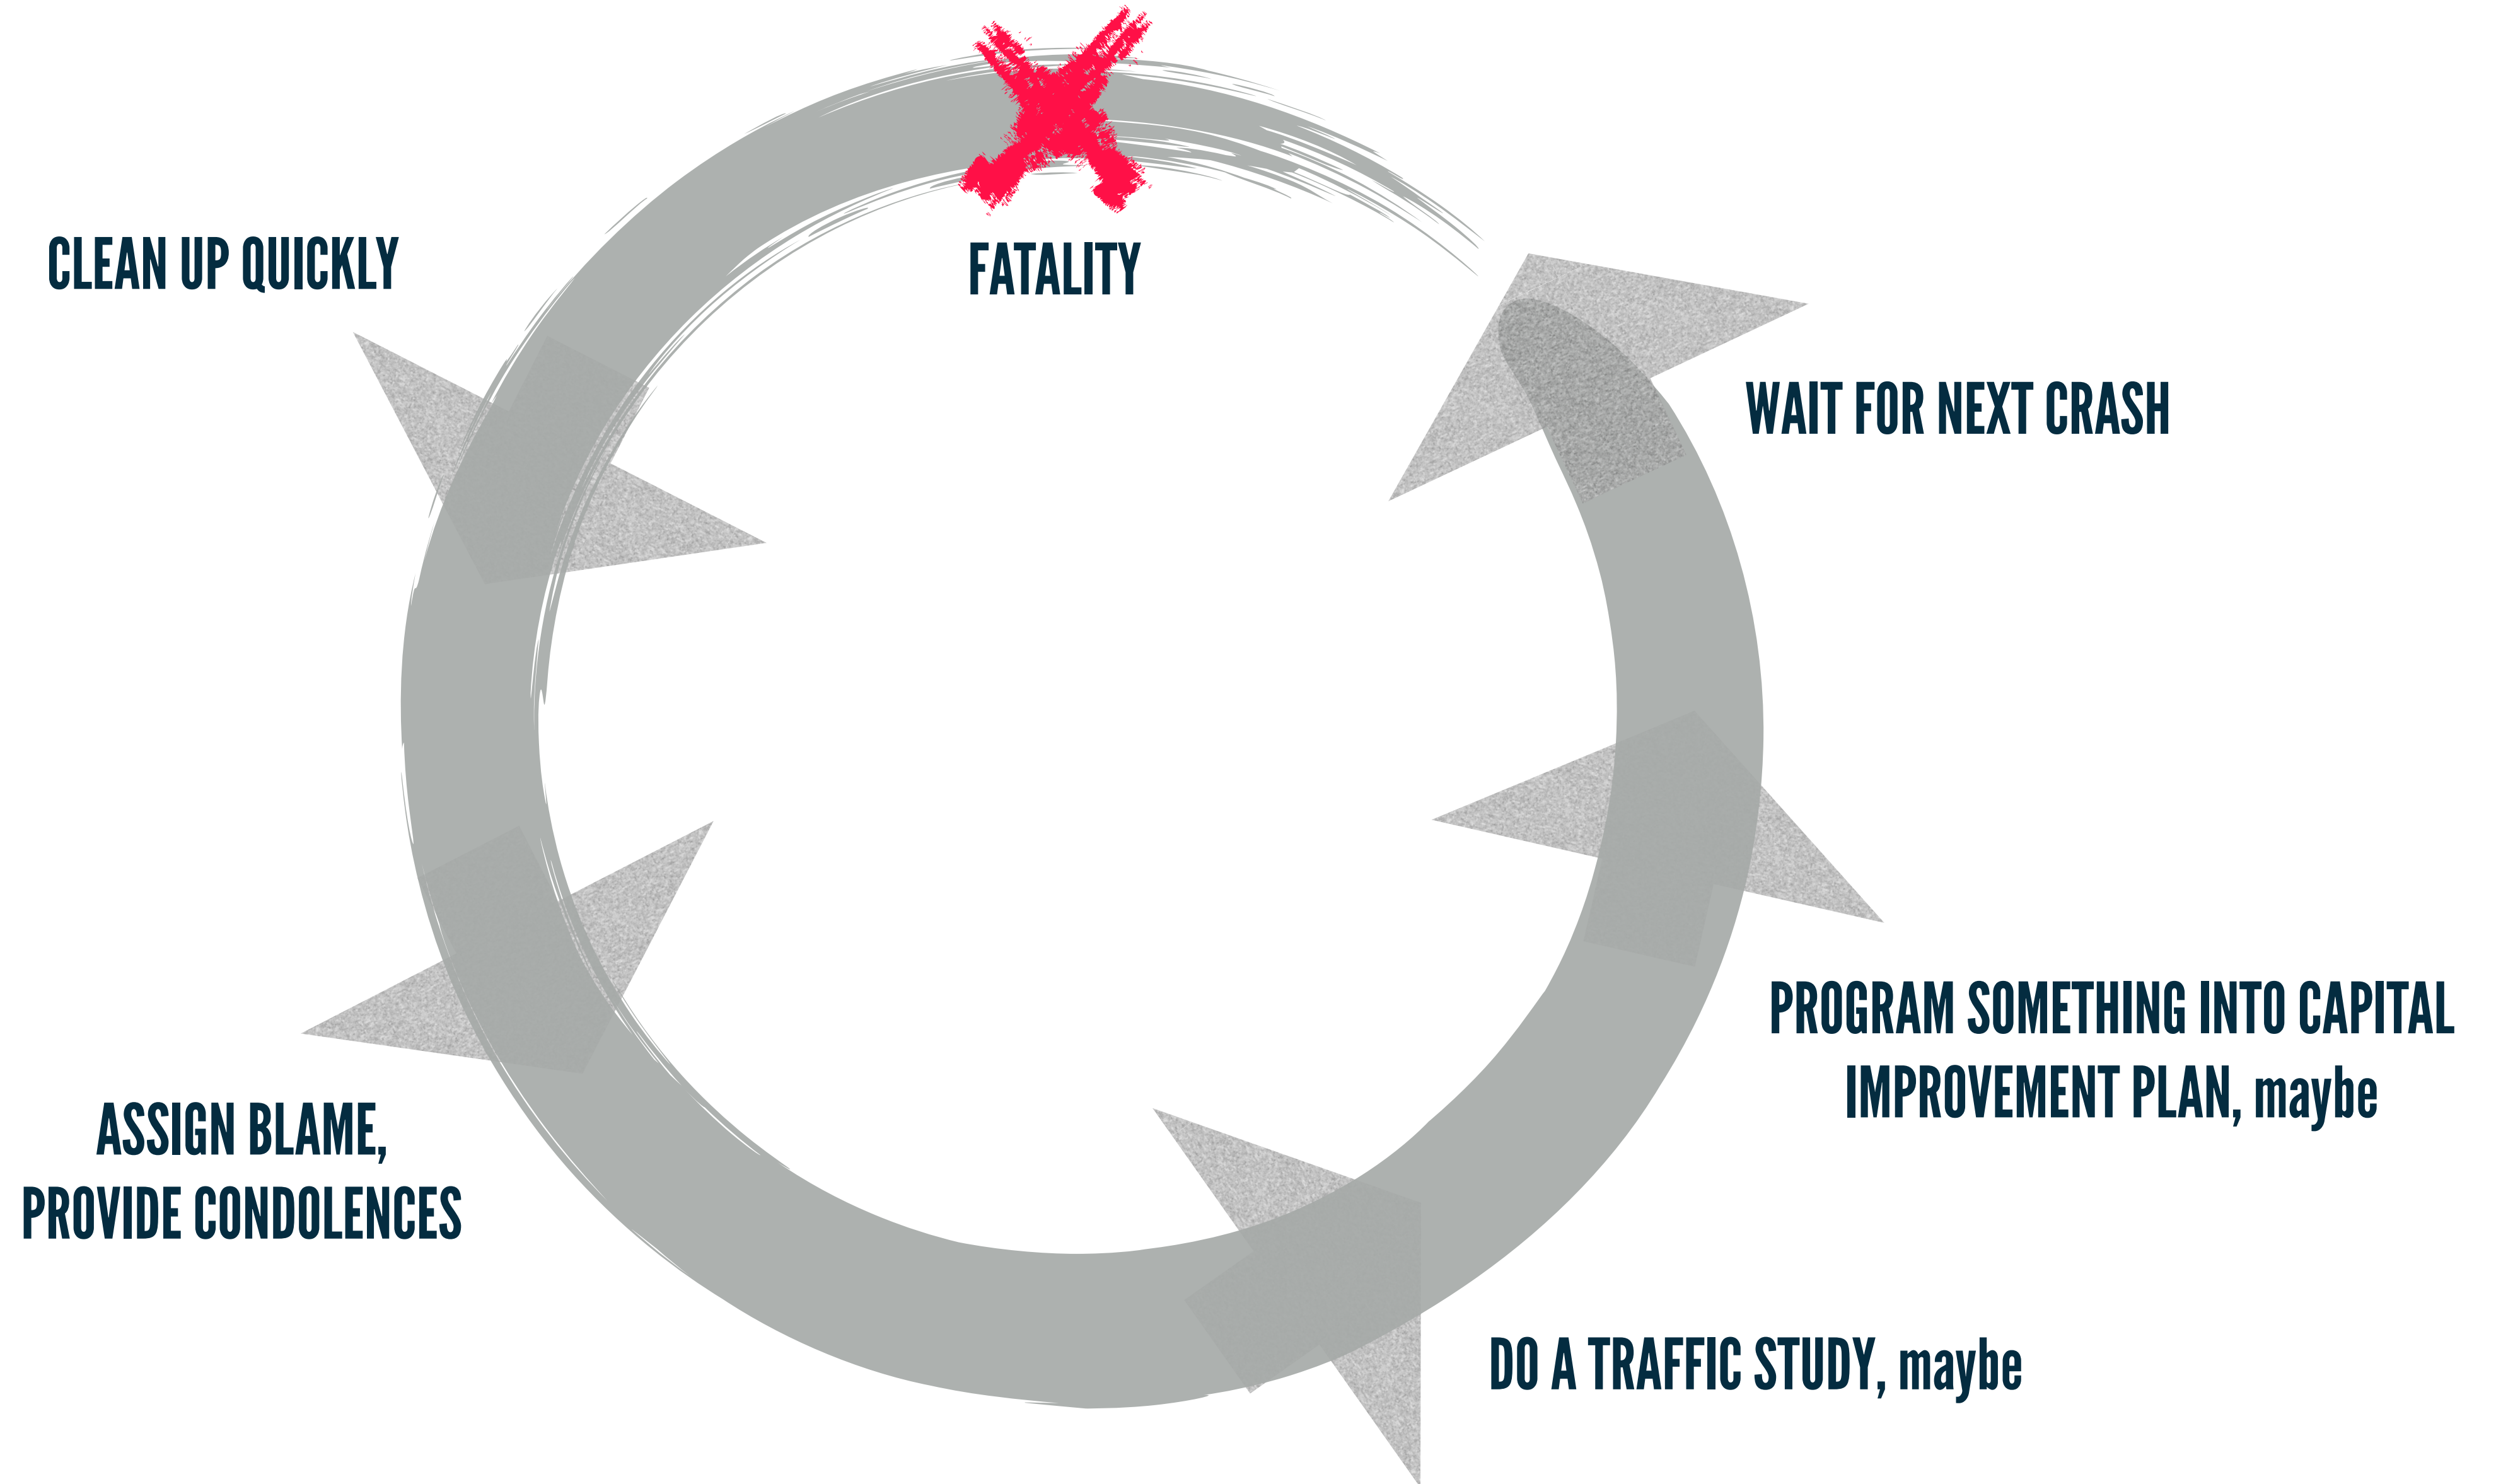 FATALITY
CLEAN UP QUICKLY
ASSIGN BLAME,
PROVIDE CONDOLENCES
DO A TRAFFIC STUDY, maybe
PROGRAM SOMETHING INTO CAPITAL
IMPROVEMENT PLAN, maybe
WAIT FOR NEXT CRASH